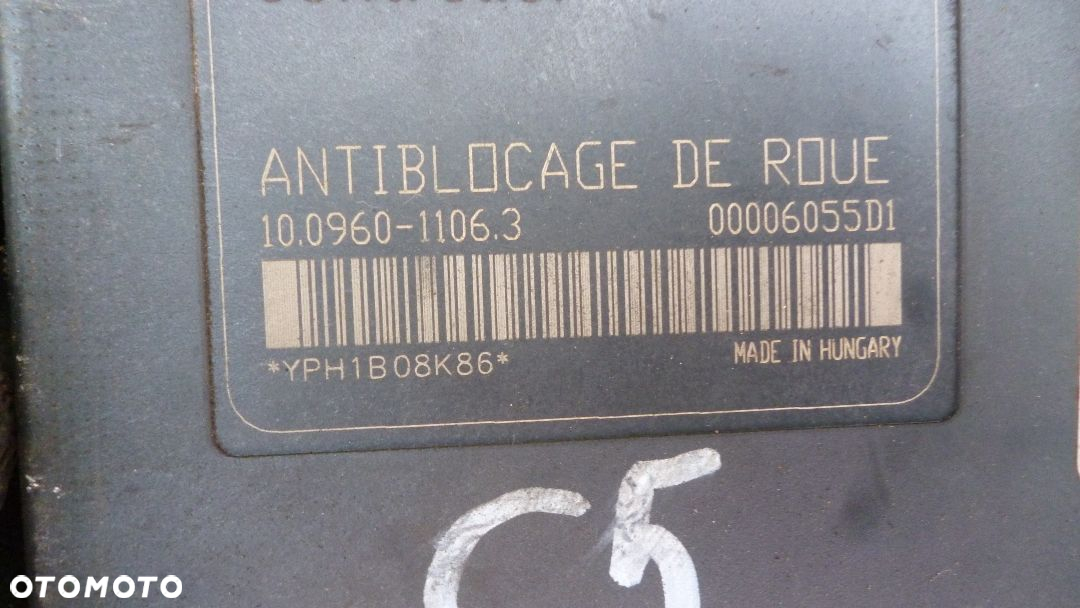 ANTIBLOCAGE DE ROUE
10.0960-1106.3 00006055D1
*YPH1B08K86* MADE IN HUNGARY
C5
OTOMOTO